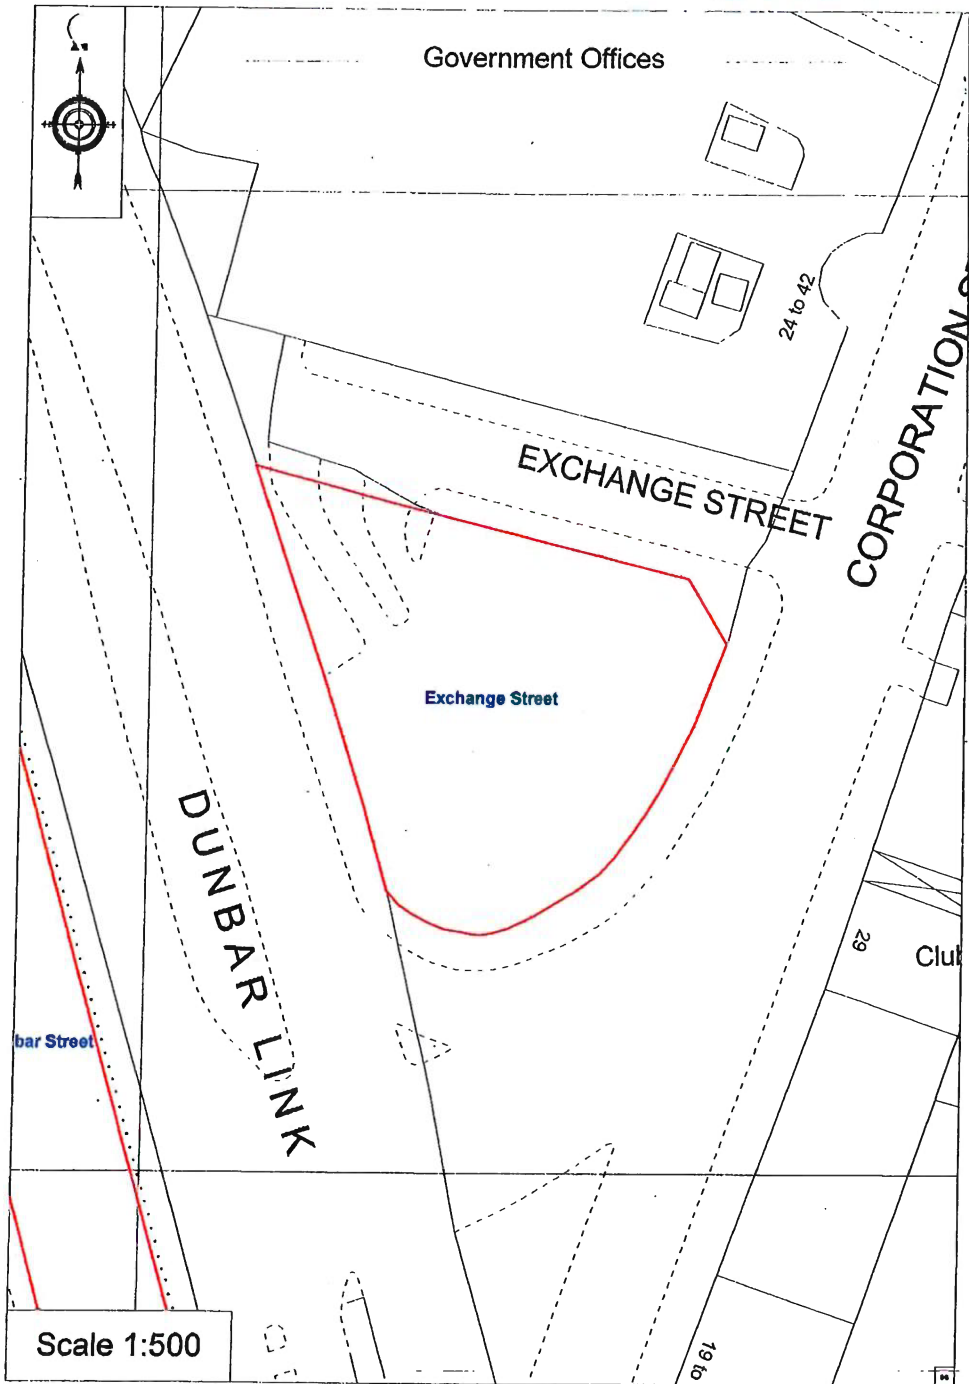 Government Offices
24 to 42
CORPORATION
EXCHANGE STREET
Exchange Street
DUNBAR LINK
29
Club
bar Street
Scale 1:500
19 to